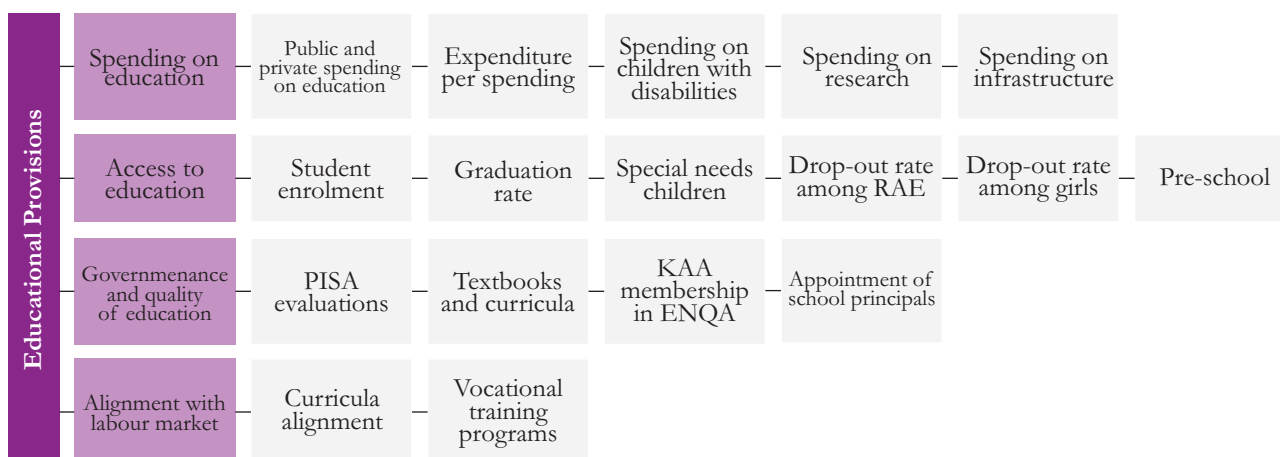 Educational Provisions
Spending on
education
Public and
private spending
on education
Expenditure
per spending
Spending on
children with
disabilities
Spending on
research
Spending on
infrastructure
Access to
education
Student
enrolment
Graduation
rate
Special needs
children
Drop-out rate
among RAE
Drop-out rate
among girls
Pre-school
Governmenance
and quality
of education
PISA
evaluations
Textbooks
and curricula
KAA
membership
in ENQA
Appointment of
school principals
Alignment with
labour market
Curricula
alignment
Vocational
training
programs